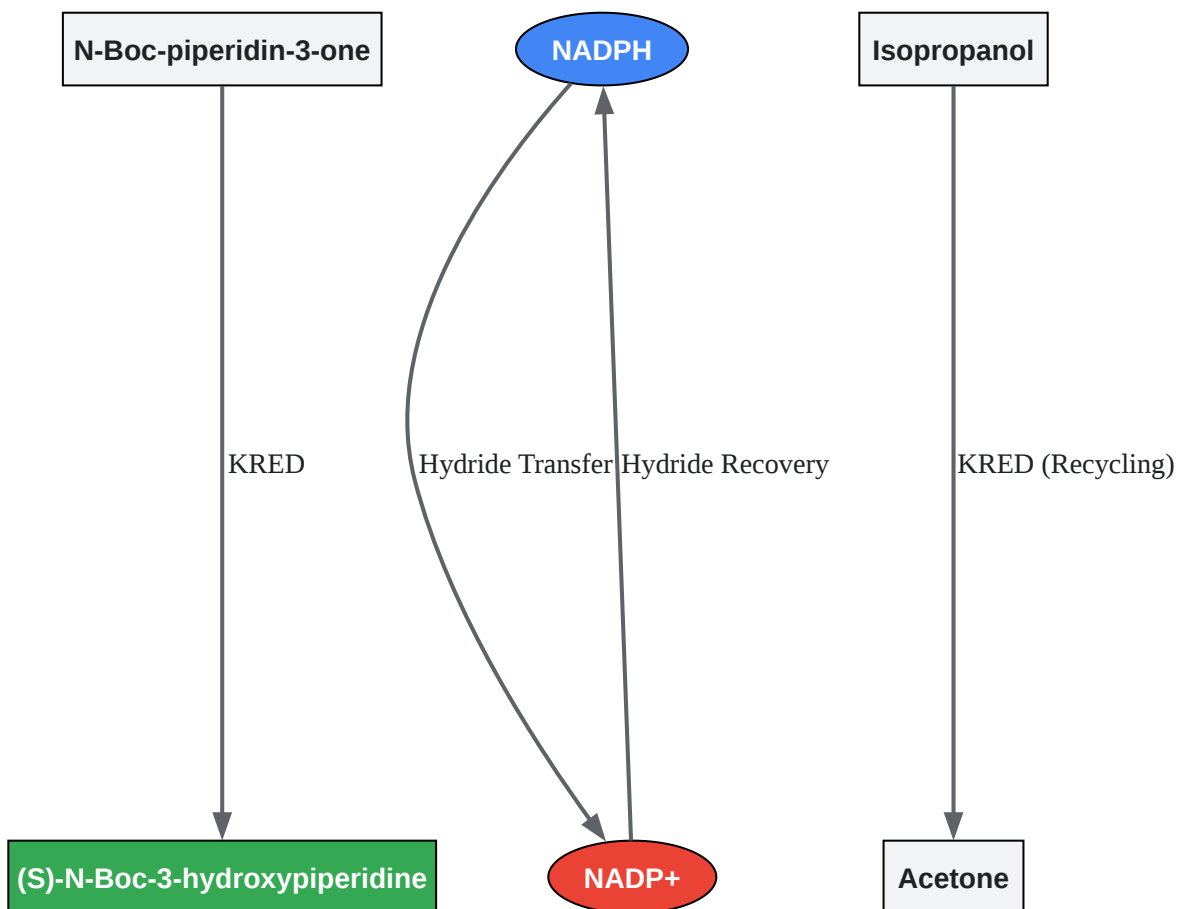 N-Boc-piperidin-3-one
NADPH
Isopropanol
KRED
Hydride Transfer
Hydride Recovery
KRED (Recycling)
(S)-N-Boc-3-hydroxypiperidine
NADP+
Acetone